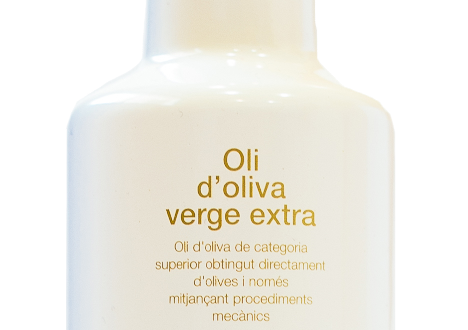 Oli
d'oliva
verge extra
Oli d'oliva de categoria
superior obtingut directament
d'olives i només
mitjançant procediments
mecànics